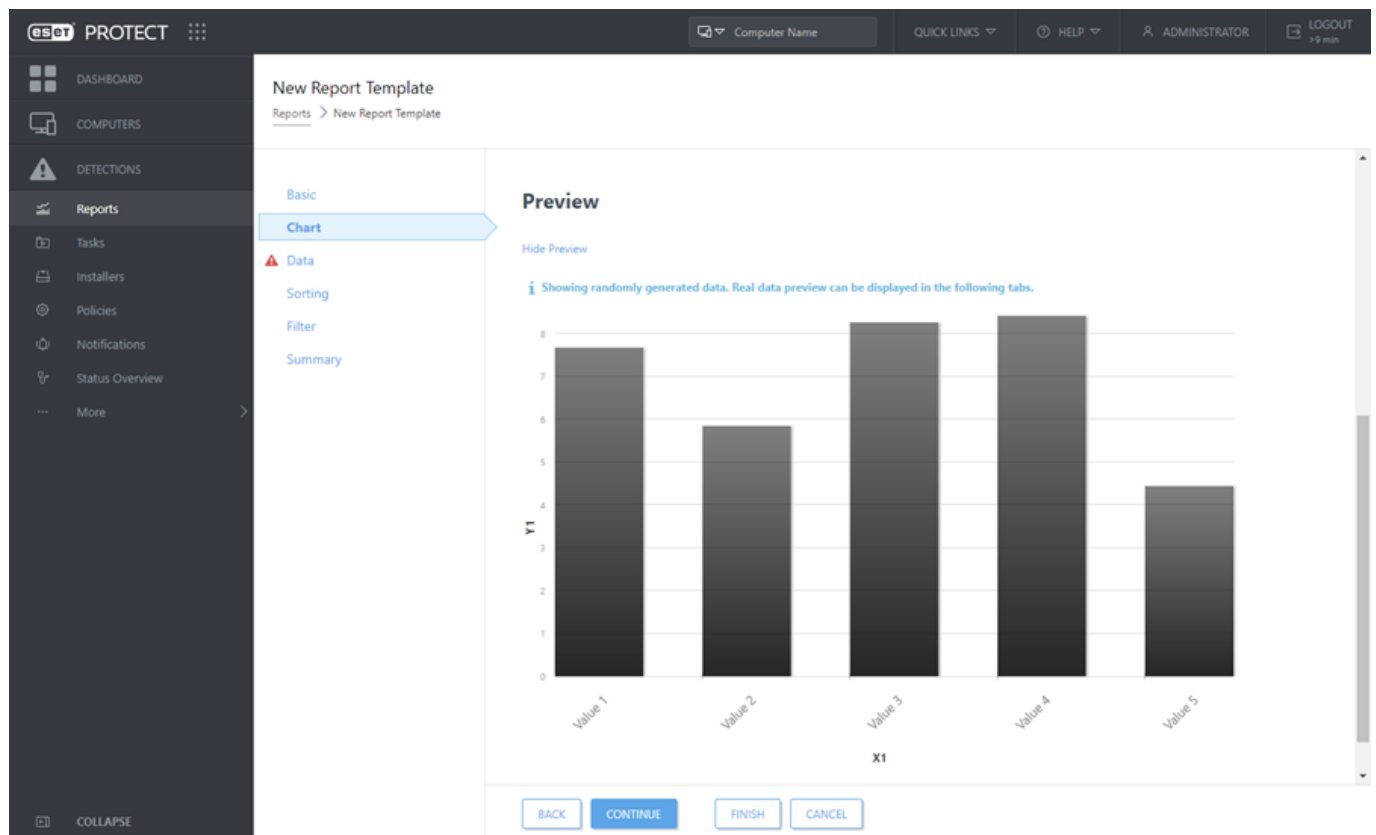 eset PROTECT
Computer Name
QUICK LINKS
HELP
ADMINISTRATOR
LOGOUT
>9 min
DASHBOARD
COMPUTERS
DETECTIONS
Reports
Tasks
Installers
Policies
Notifications
Status Overview
More
COLLAPSE
New Report Template
Reports > New Report Template
Basic
Chart
Data
Sorting
Filter
Summary
Preview
Hide Preview
Showing randomly generated data. Real data preview can be displayed in the following tabs.
8
7
6
5
4
3
2
1
0
Y1
Value 1
Value 2
Value 3
Value 4
Value 5
X1
BACK
CONTINUE
FINISH
CANCEL